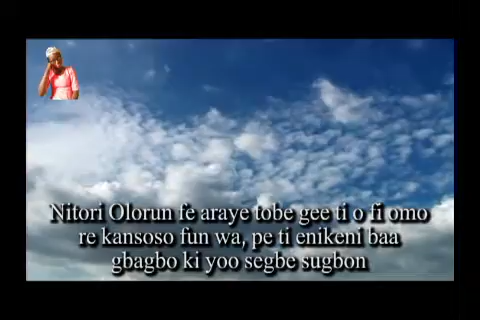 Nitori Olorun fe araye tobe gee ti o fi omo
re kansoso fun wa, pe ti enikeni baa
gbagbo ki yoo segbe sugbon